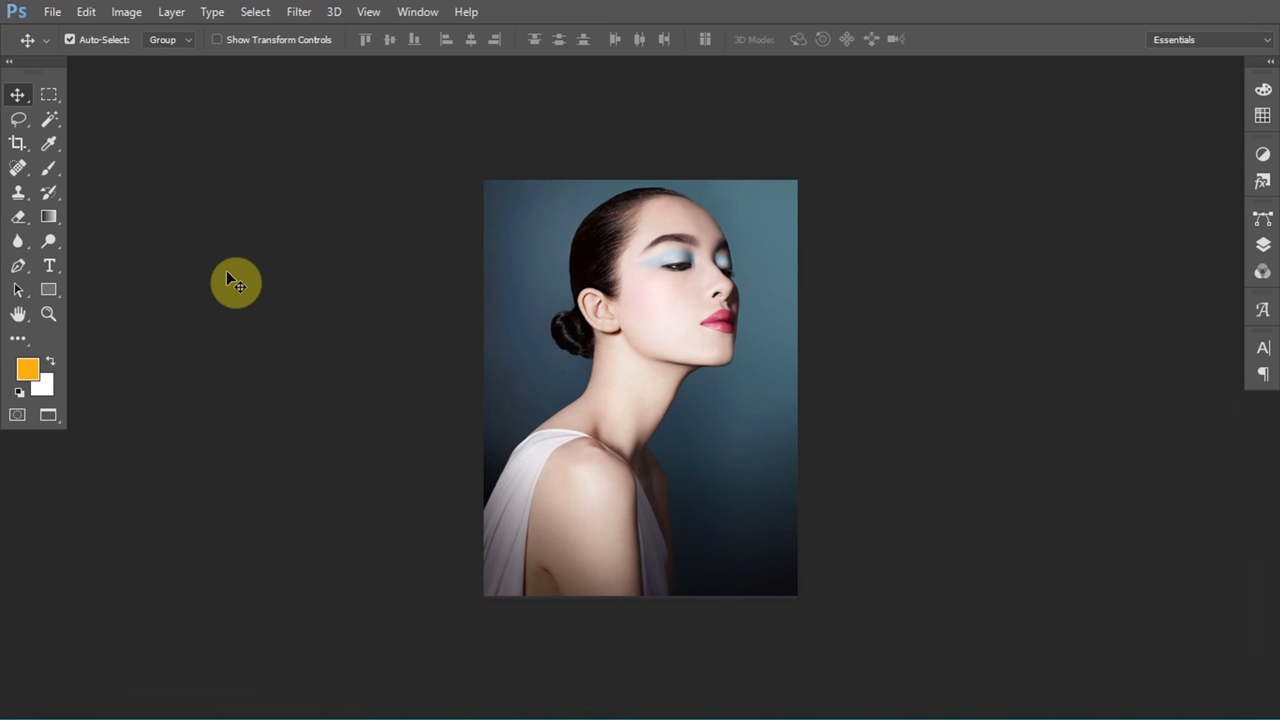 Ps File Edit Image Layer Type Select Filter 3D View Window Help
Auto-Select: Group Show Transform Controls 3D Mode: Essentials